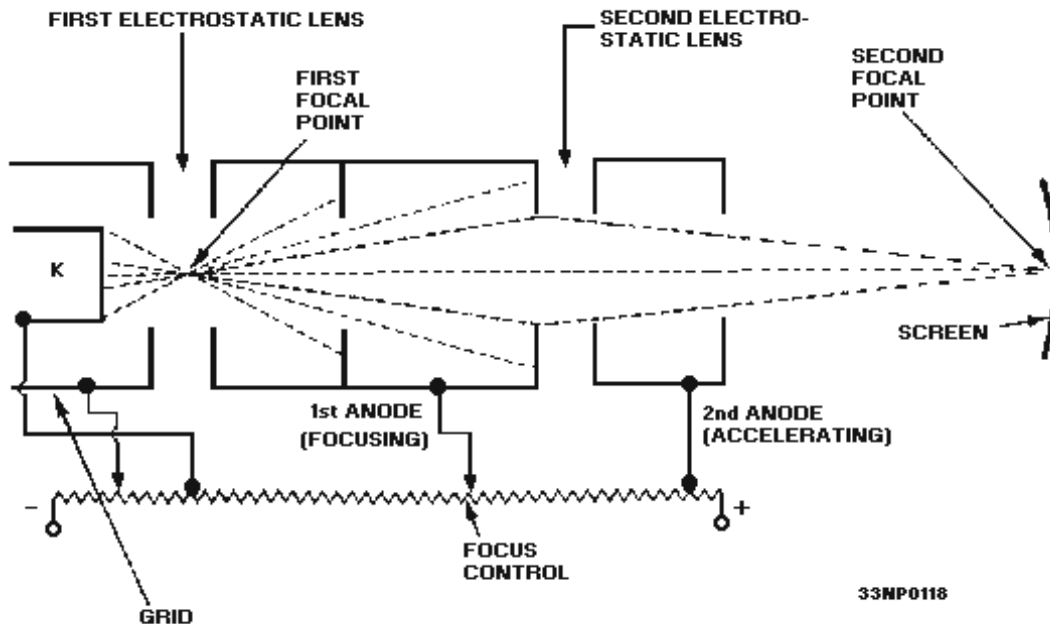 FIRST ELECTROSTATIC LENS
SECOND ELECTRO-
STATIC LENS
FIRST
FOCAL
POINT
SECOND
FOCAL
POINT
K
SCREEN
1st ANODE
(FOCUSING)
2nd ANODE
(ACCELERATING)
-
+
FOCUS
CONTROL
33NP0118
GRID